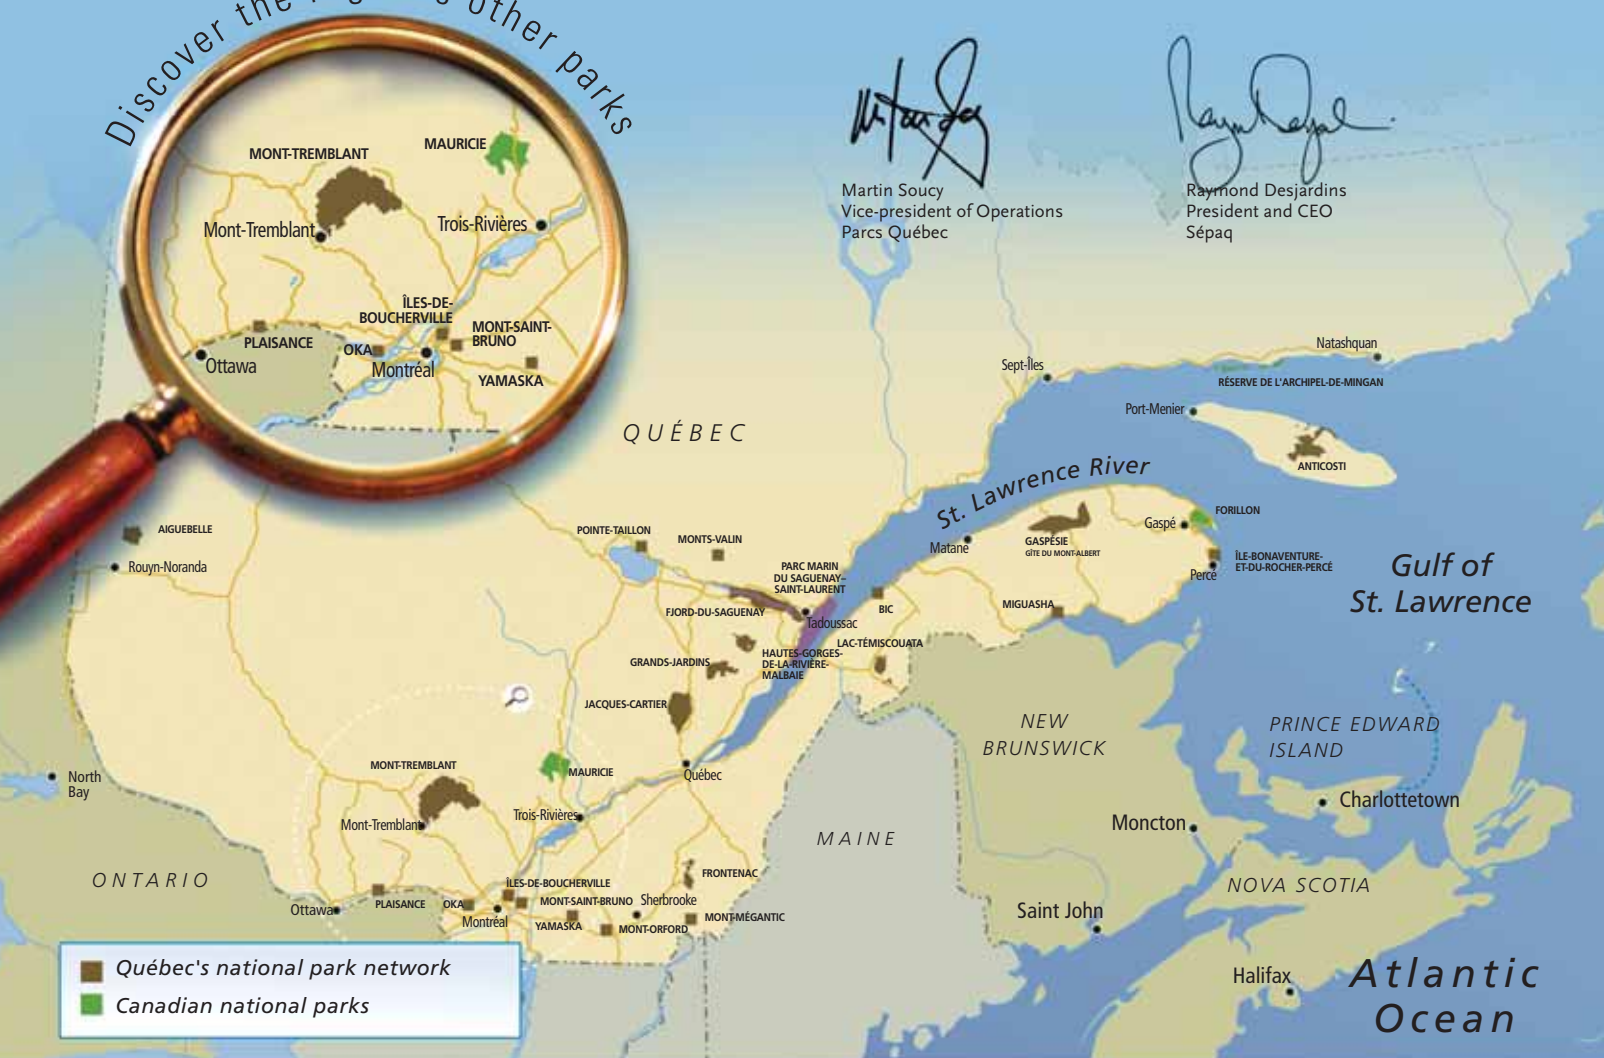 Discover the region's other parks
MONT-TREMBLANT
MAURICIE
Mont-Tremblant
Trois-Rivières
ÎLES-DE-
BOUCHERVILLE
MONT-SAINT-
BRUNO
PLAISANCE
OKA
Ottawa
Montréal
YAMASKA
Martin Soucy
Vice-president of Operations
Parcs Québec
Raymond Desjardins
President and CEO
Sépaq
Natashquan
Sept-Îles
RÉSERVE DE L'ARCHIPEL-DE-MINGAN
Port-Menier
QUÉBEC
ANTICOSTI
St. Lawrence River
FORILLON
Gaspé
AIGUEBELLE
POINTE-TAILLON
MONTS-VALIN
Matane
GASPÉSIE
GÎTE DU MONT-ALBERT
ÎLE-BONAVENTURE-
ET-DU-ROCHER-PERCÉ
Percé
Rouyn-Noranda
PARC MARIN
DU SAGUENAY–
SAINT-LAURENT
Gulf of
St. Lawrence
FJORD-DU-SAGUENAY
BIC
MIGUASHA
Tadoussac
LAC-TÉMISCOUATA
GRANDS-JARDINS
HAUTES-GORGES-
DE-LA-RIVIÈRE-
MALBAIE
JACQUES-CARTIER
NEW
BRUNSWICK
PRINCE EDWARD
ISLAND
North
Bay
MONT-TREMBLANT
MAURICIE
Québec
Mont-Tremblant
Trois-Rivières
Charlottetown
Moncton
MAINE
ONTARIO
FRONTENAC
NOVA SCOTIA
ÎLES-DE-BOUCHERVILLE
Ottawa
PLAISANCE
OKA
MONT-SAINT-BRUNO
Sherbrooke
Montréal
YAMASKA
MONT-ORFORD
MONT-MÉGANTIC
Saint John
Québec's national park network
Canadian national parks
Halifax
Atlantic
Ocean